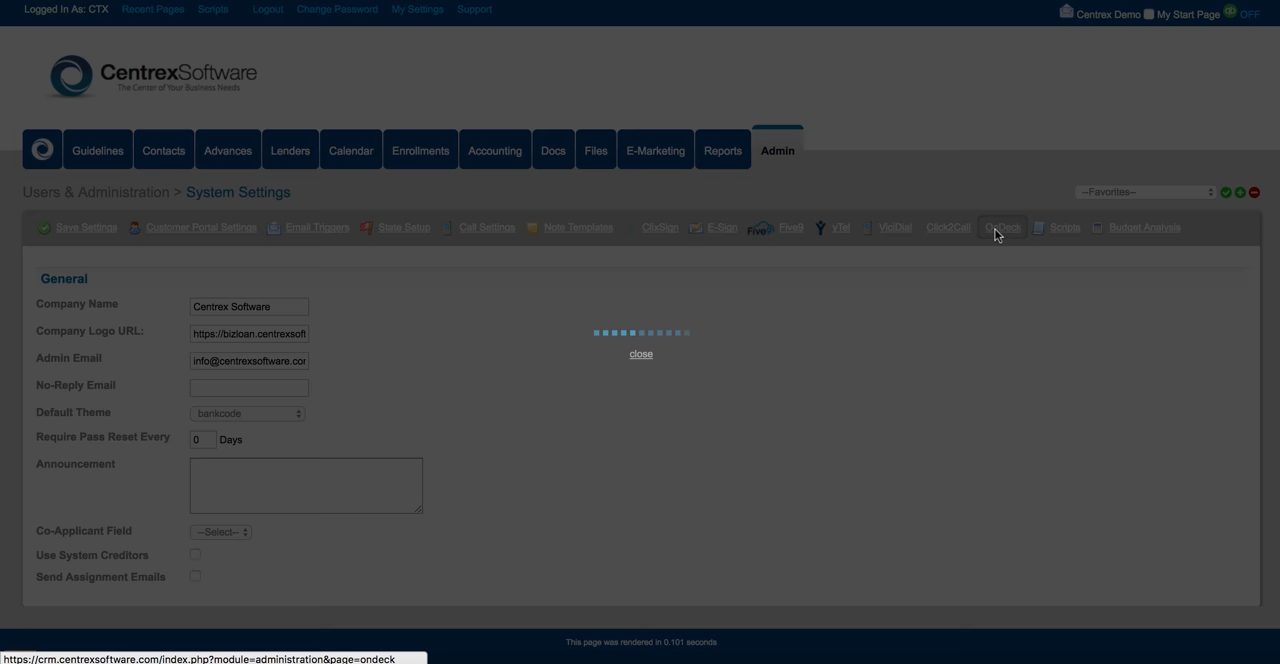 Logged In As: CTX Recent Pages Scripts Logout Change Password My Settings Support Centrex Demo My Start Page OFF
CentrexSoftware
The Center of Your Business Needs
Guidelines Contacts Advances Lenders Calendar Enrollments Accounting Docs Files E-Marketing Reports Admin
Users & Administration > System Settings --Favorites--
Save Settings Customer Portal Settings Email Triggers State Setup Call Settings Note Templates ClixSign E-Sign Five9 Five9 yTel ViciDial Click2Call OnDeck Scripts Budget Analysis
General
Company Name Centrex Software
Company Logo URL: https://bizloan.centrexsoft
close
Admin Email info@centrexsoftware.cor
No-Reply Email
Default Theme bankcode
Require Pass Reset Every 0 Days
Announcement
Co-Applicant Field --Select--
Use System Creditors
Send Assignment Emails
This page was rendered in 0.101 seconds
https://crm.centrexsoftware.com/index.php?module=administration&page=ondeck